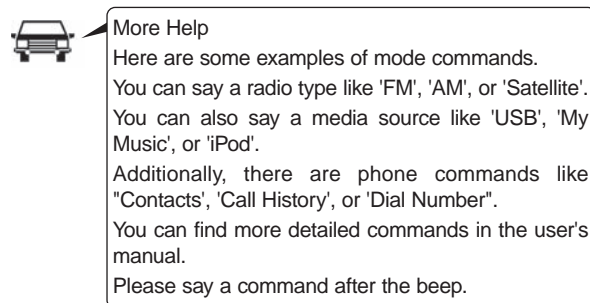 More Help
Here are some examples of mode commands.
You can say a radio type like 'FM', 'AM', or 'Satellite'.
You can also say a media source like 'USB', 'My
Music', or 'iPod'.
Additionally, there are phone commands like
"Contacts', 'Call History', or 'Dial Number".
You can find more detailed commands in the user's
manual.
Please say a command after the beep.